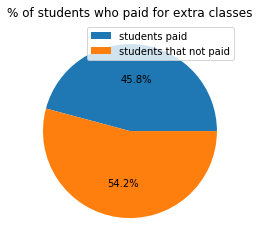 % of students who paid for extra classes
students paid
students that not paid
45.8%
54.2%